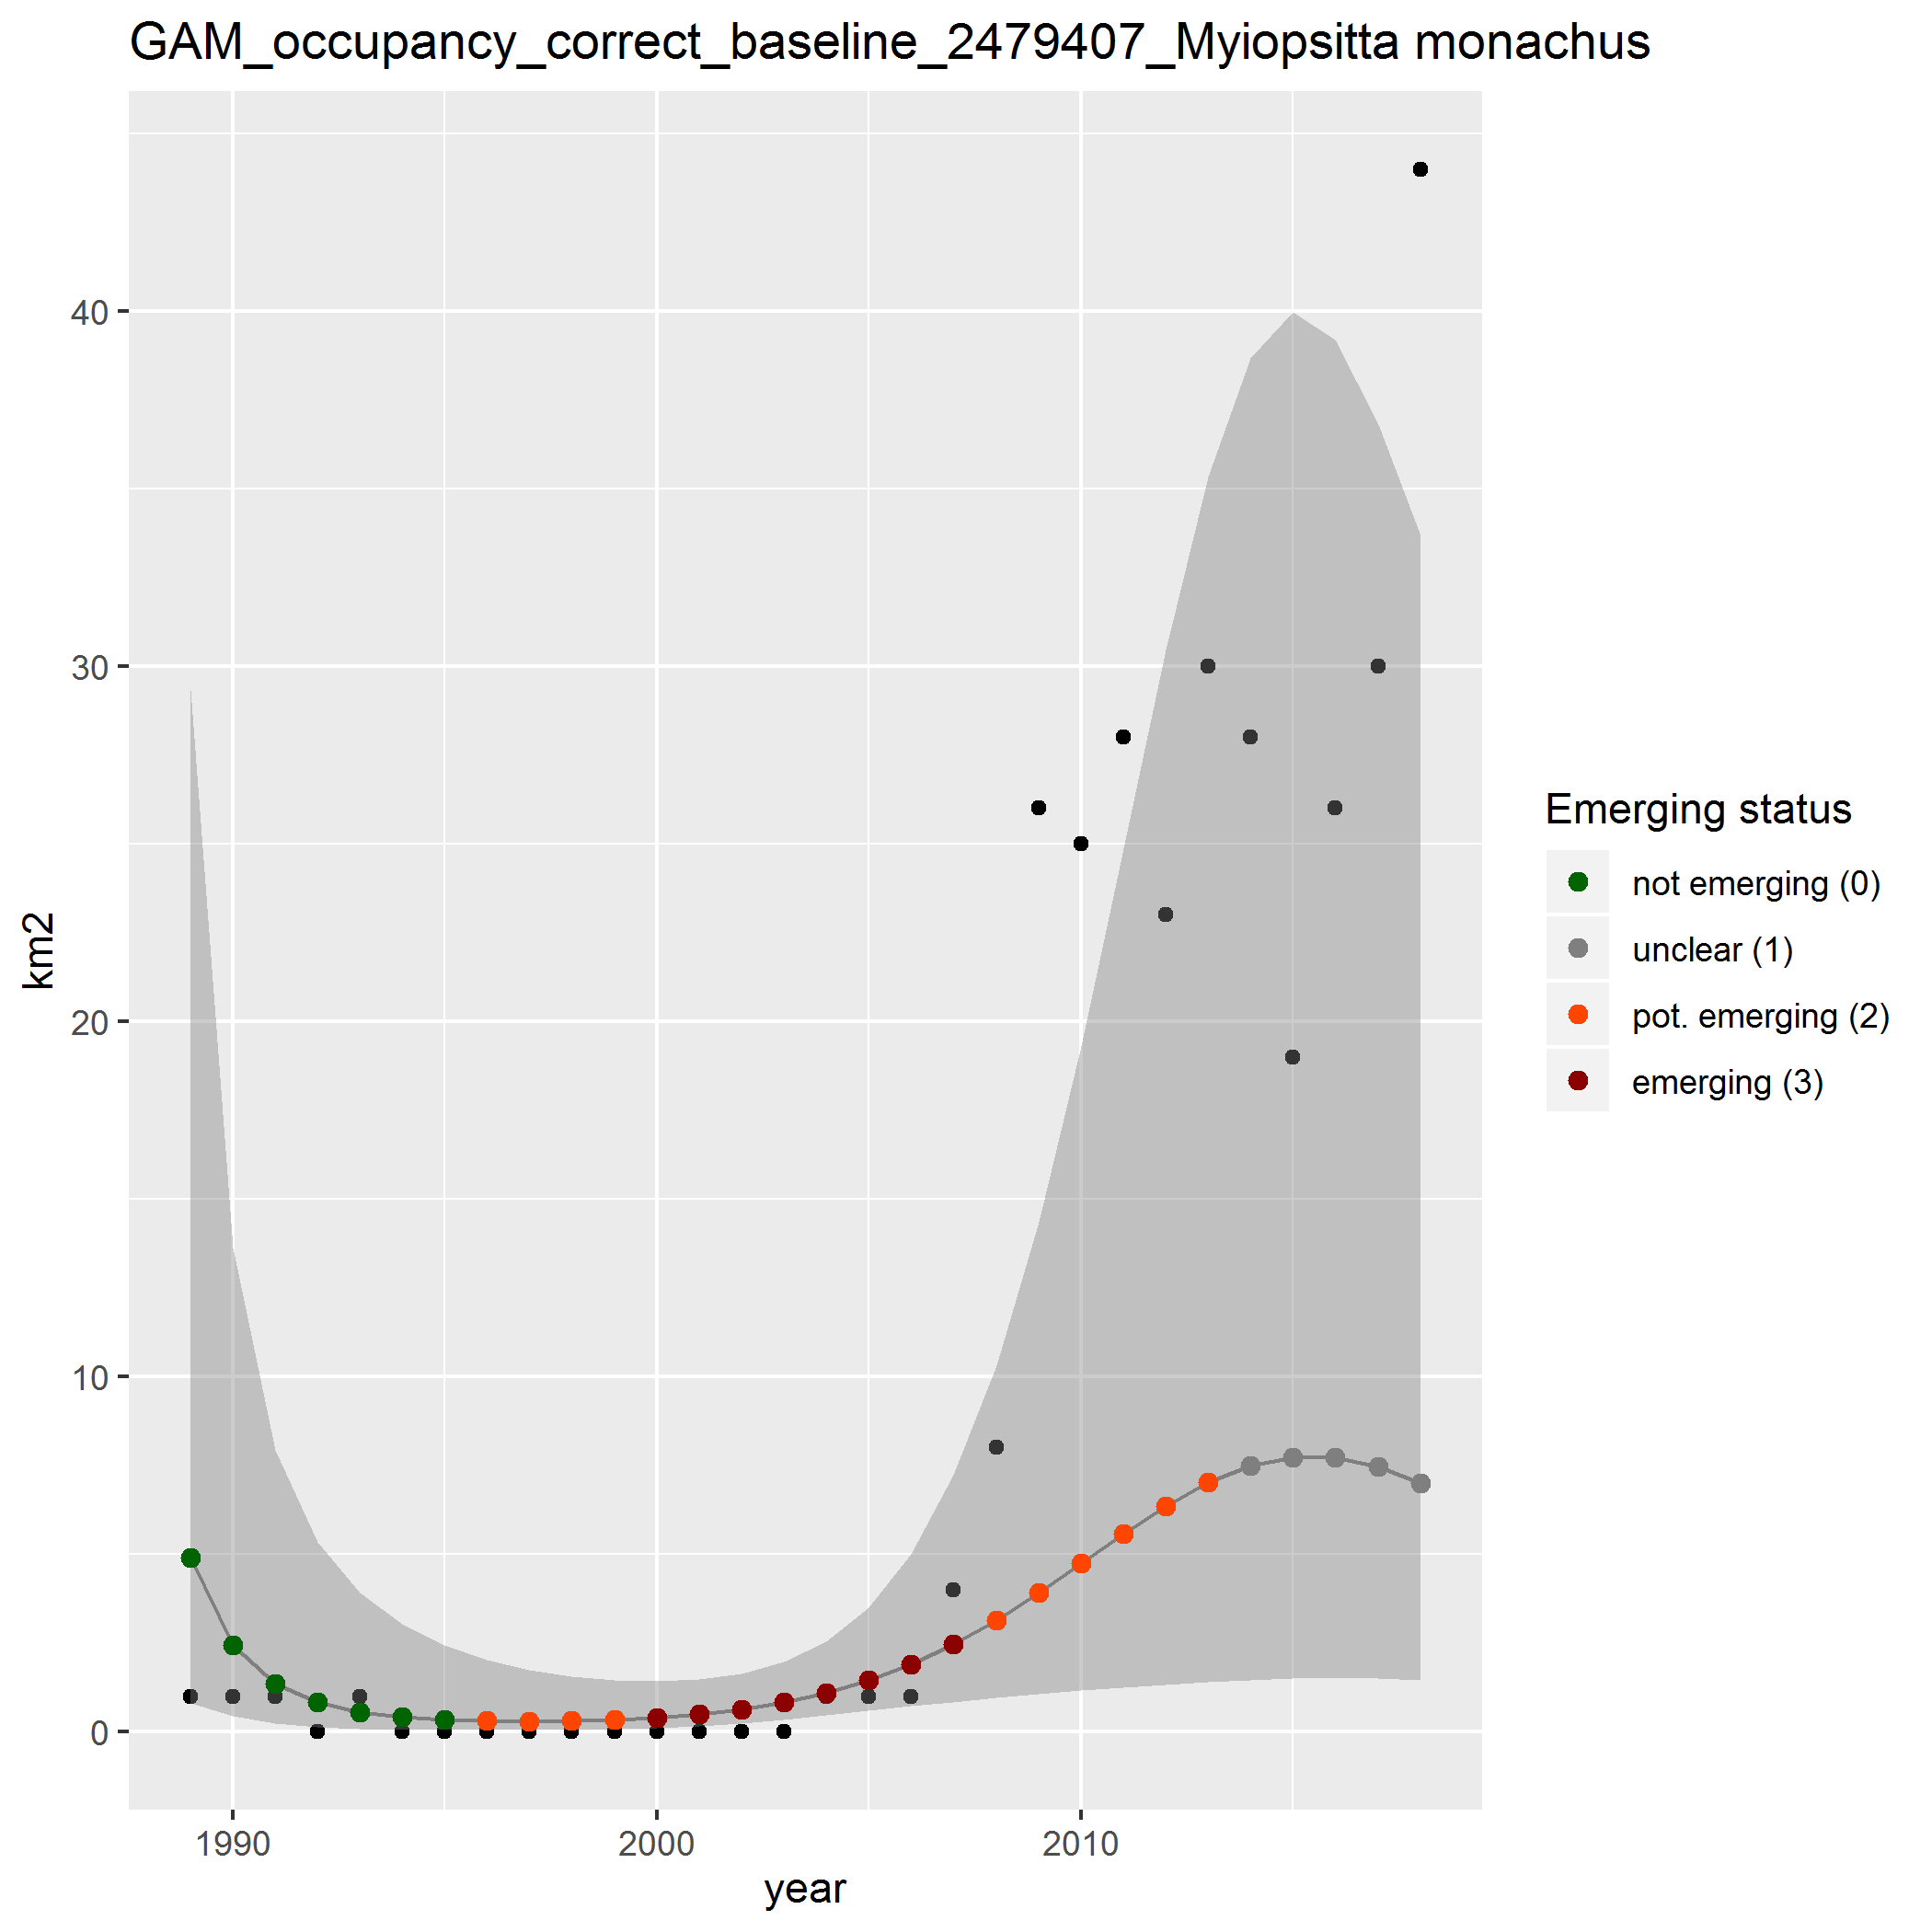 GAM_occupancy_correct_baseline_2479407_Myiopsitta monachus
40
30
20
10
0
km2
1990
2000
2010
year
Emerging status
not emerging (0)
unclear (1)
pot. emerging (2)
emerging (3)